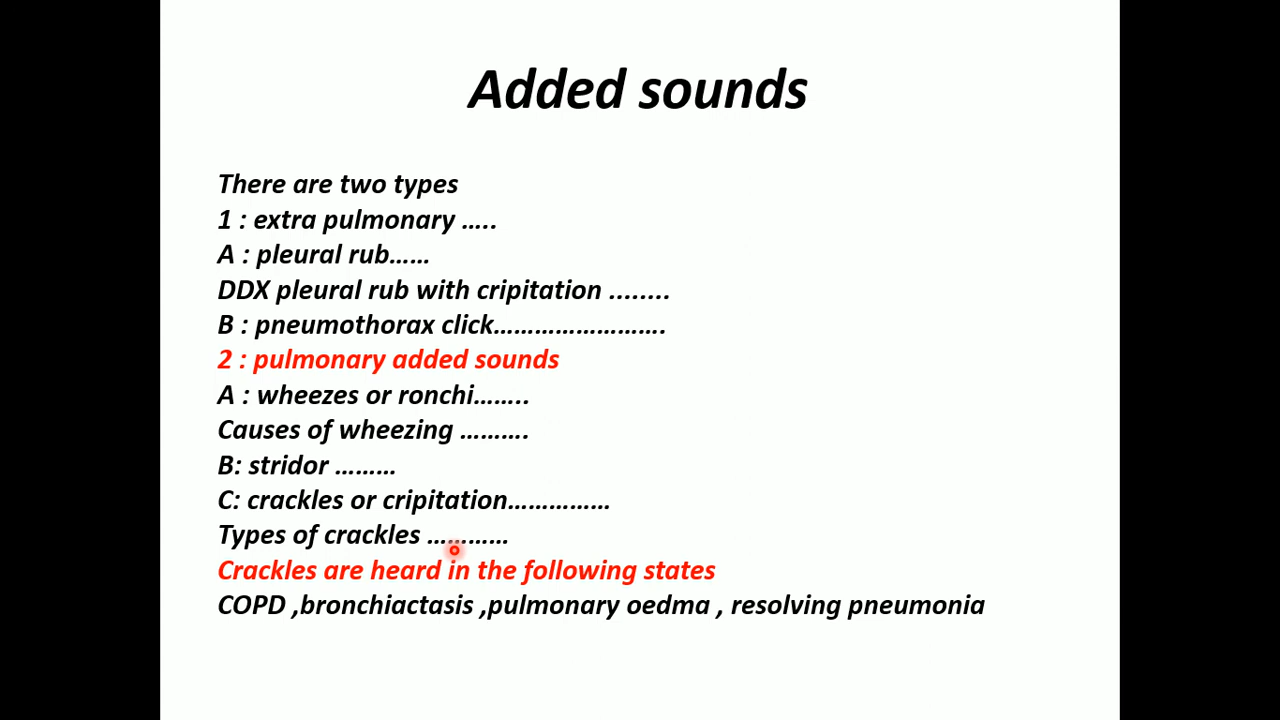 Added sounds
There are two types
1 : extra pulmonary …..
A : pleural rub……
DDX pleural rub with cripitation ........
B : pneumothorax click…………………….
2 : pulmonary added sounds
A : wheezes or ronchi……..
Causes of wheezing ……….
B: stridor ………
C: crackles or cripitation……………
Types of crackles …………
Crackles are heard in the following states
COPD ,bronchiactasis ,pulmonary oedma , resolving pneumonia